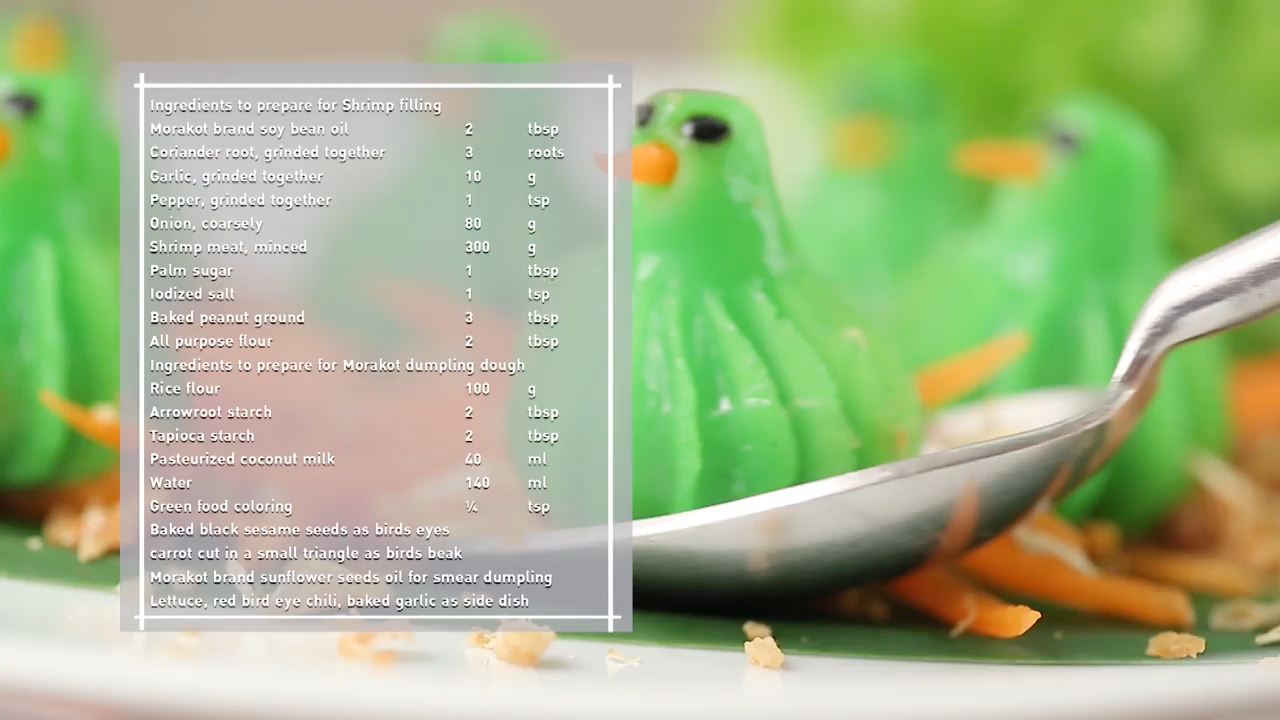 Ingredients to prepare for Shrimp filling
Morakot brand soy bean oil 2 tbsp
Coriander root, grinded together 3 roots
Garlic, grinded together 10 g
Pepper, grinded together 1 tsp
Onion, coarsely 80 g
Shrimp meat, minced 300 g
Palm sugar 1 tbsp
Iodized salt 1 tsp
Baked peanut ground 3 tbsp
All purpose flour 2 tbsp
Ingredients to prepare for Morakot dumpling dough
Rice flour 100 g
Arrowroot starch 2 tbsp
Tapioca starch 2 tbsp
Pasteurized coconut milk 40 ml
Water 140 ml
Green food coloring ¼ tsp
Baked black sesame seeds as birds eyes
carrot cut in a small triangle as birds beak
Morakot brand sunflower seeds oil for smear dumpling
Lettuce, red bird eye chili, baked garlic as side dish